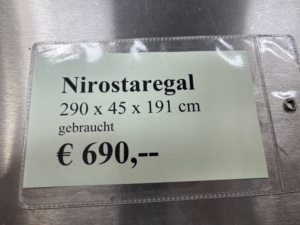 Nirostaregal
290 x 45 x 191 cm
gebraucht
€ 690,--